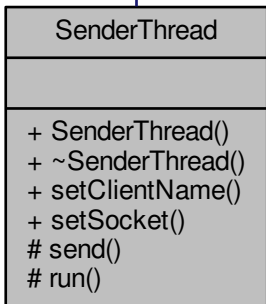 SenderThread
+ SenderThread()
+ ~SenderThread()
+ setClientName()
+ setSocket()
# send()
# run()